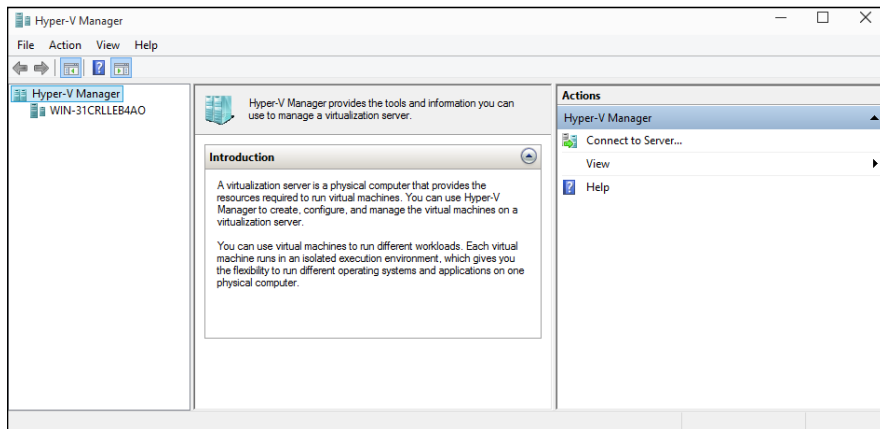 Hyper-V Manager
File Action View Help
Hyper-V Manager
WIN-31CRLLEB4AO
Hyper-V Manager provides the tools and information you can
use to manage a virtualization server.
Introduction
A virtualization server is a physical computer that provides the
resources required to run virtual machines. You can use Hyper-V
Manager to create, configure, and manage the virtual machines on a
virtualization server.
You can use virtual machines to run different workloads. Each virtual
machine runs in an isolated execution environment, which gives you
the flexibility to run different operating systems and applications on one
physical computer.
Actions
Hyper-V Manager
Connect to Server...
View
Help